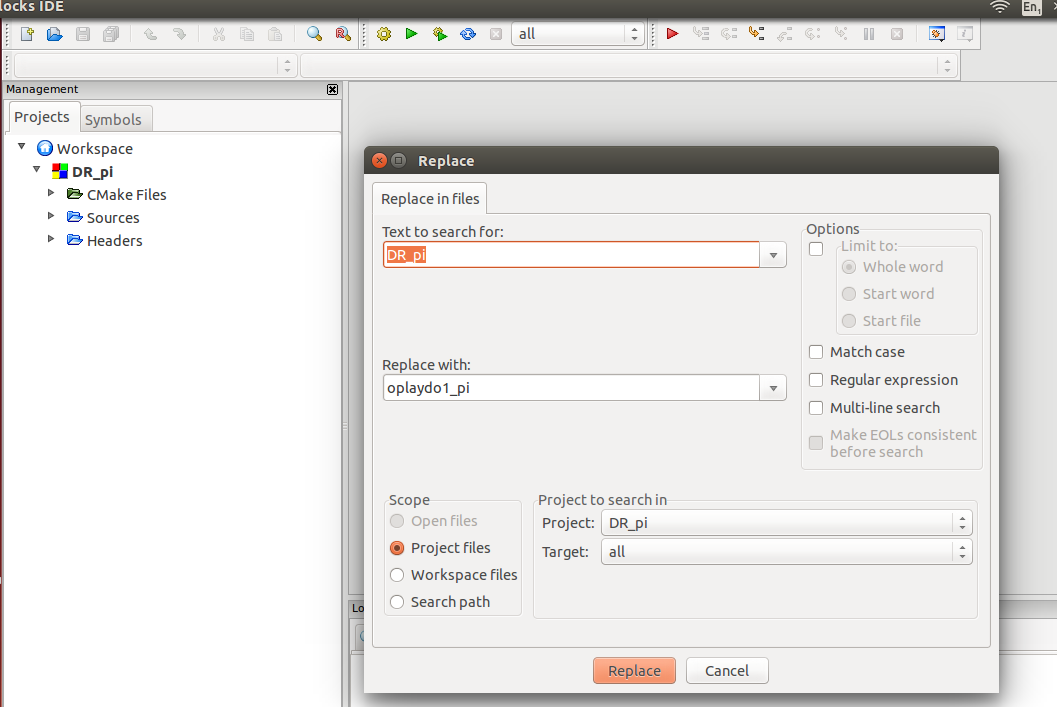 locks IDE
En
all
Management
Projects
Symbols
Workspace
DR_pi
CMake Files
Sources
Headers
Replace
Replace in files
Text to search for:
DR_pi
Replace with:
oplaydo1_pi
Options
Limit to:
Whole word
Start word
Start file
Match case
Regular expression
Multi-line search
Make EOLs consistent
before search
Scope
Open files
Project files
Workspace files
Search path
Project to search in
Project: DR_pi
Target: all
Lo
Replace
Cancel